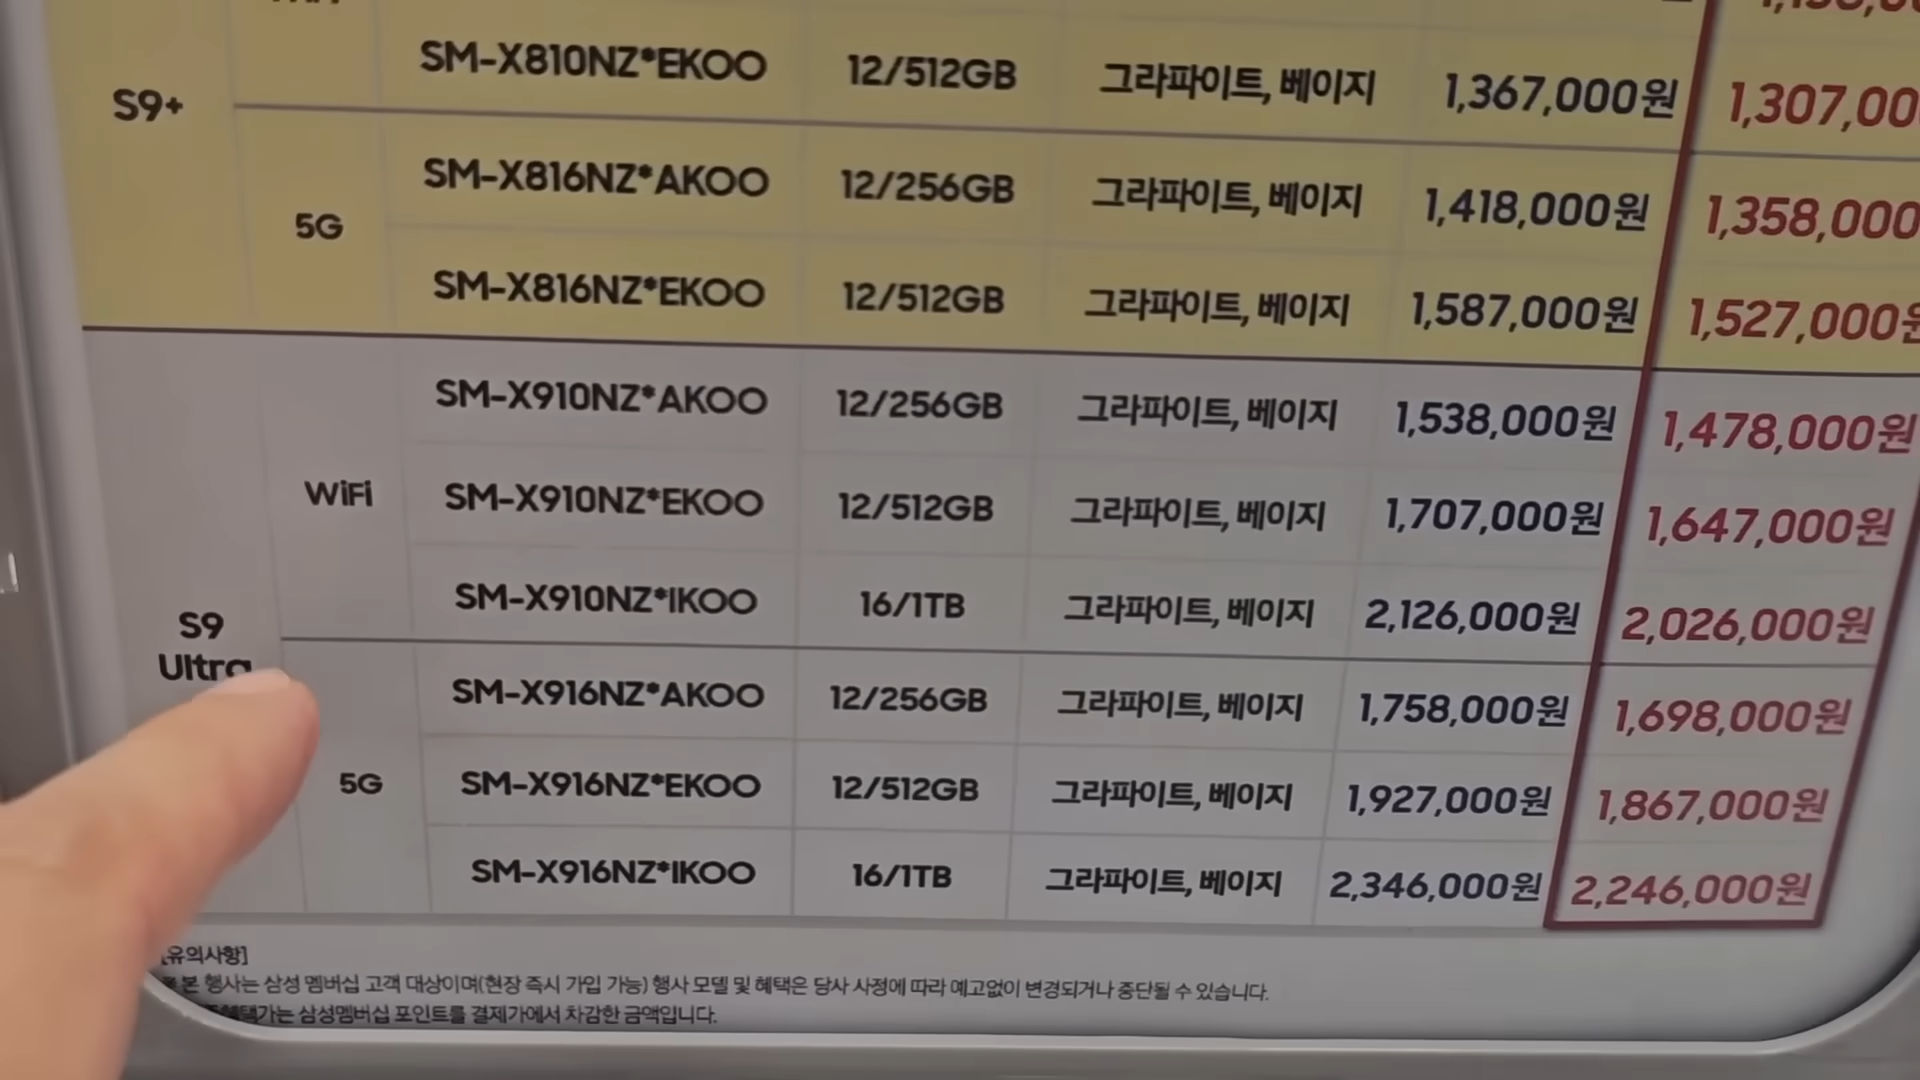 S9+
SM-X810NZ*EKOO 12/512GB 그라파이트, 베이지 1,367,000원 1,307,00
5G
SM-X816NZ*AKOO 12/256GB 그라파이트, 베이지 1,418,000원 1,358,000
SM-X816NZ*EKOO 12/512GB 그라파이트, 베이지 1,587,000원 1,527,000원
S9
Ultra
WiFi
SM-X910NZ*AKOO 12/256GB 그라파이트, 베이지 1,538,000원 1,478,000원
SM-X910NZ*EKOO 12/512GB 그라파이트, 베이지 1,707,000원 1,647,000원
SM-X910NZ*IKOO 16/1TB 그라파이트, 베이지 2,126,000원 2,026,000원
5G
SM-X916NZ*AKOO 12/256GB 그라파이트, 베이지 1,758,000원 1,698,000원
SM-X916NZ*EKOO 12/512GB 그라파이트, 베이지 1,927,000원 1,867,000원
SM-X916NZ*IKOO 16/1TB 그라파이트, 베이지 2,346,000원 2,246,000원
[유의사항]
본 행사는 삼성 멤버십 고객 대상이며(현장 즉시 가입 가능) 행사 모델 및 혜택은 당사 사정에 따라 예고없이 변경되거나 중단될 수 있습니다.
혜택가는 삼성멤버십 포인트를 결제가에서 차감한 금액입니다.